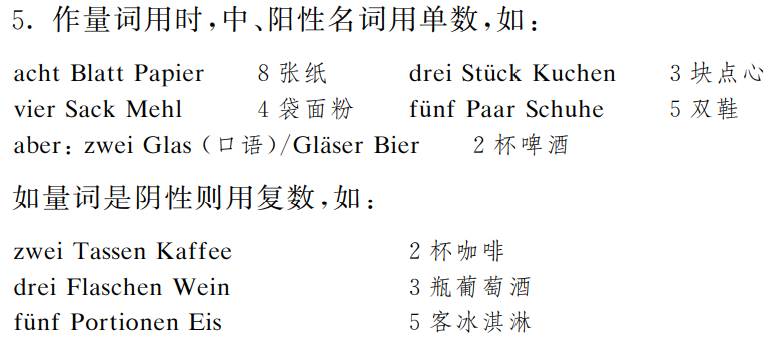 5. 作量词用时,中、阳性名词用单数,如:
acht Blatt Papier 8张纸 drei Stück Kuchen 3块点心
vier Sack Mehl 4袋面粉 fünf Paar Schuhe 5双鞋
aber: zwei Glas (口语)/Gläser Bier 2杯啤酒
如量词是阴性则用复数,如:
zwei Tassen Kaffee 2杯咖啡
drei Flaschen Wein 3瓶葡萄酒
fünf Portionen Eis 5客冰淇淋